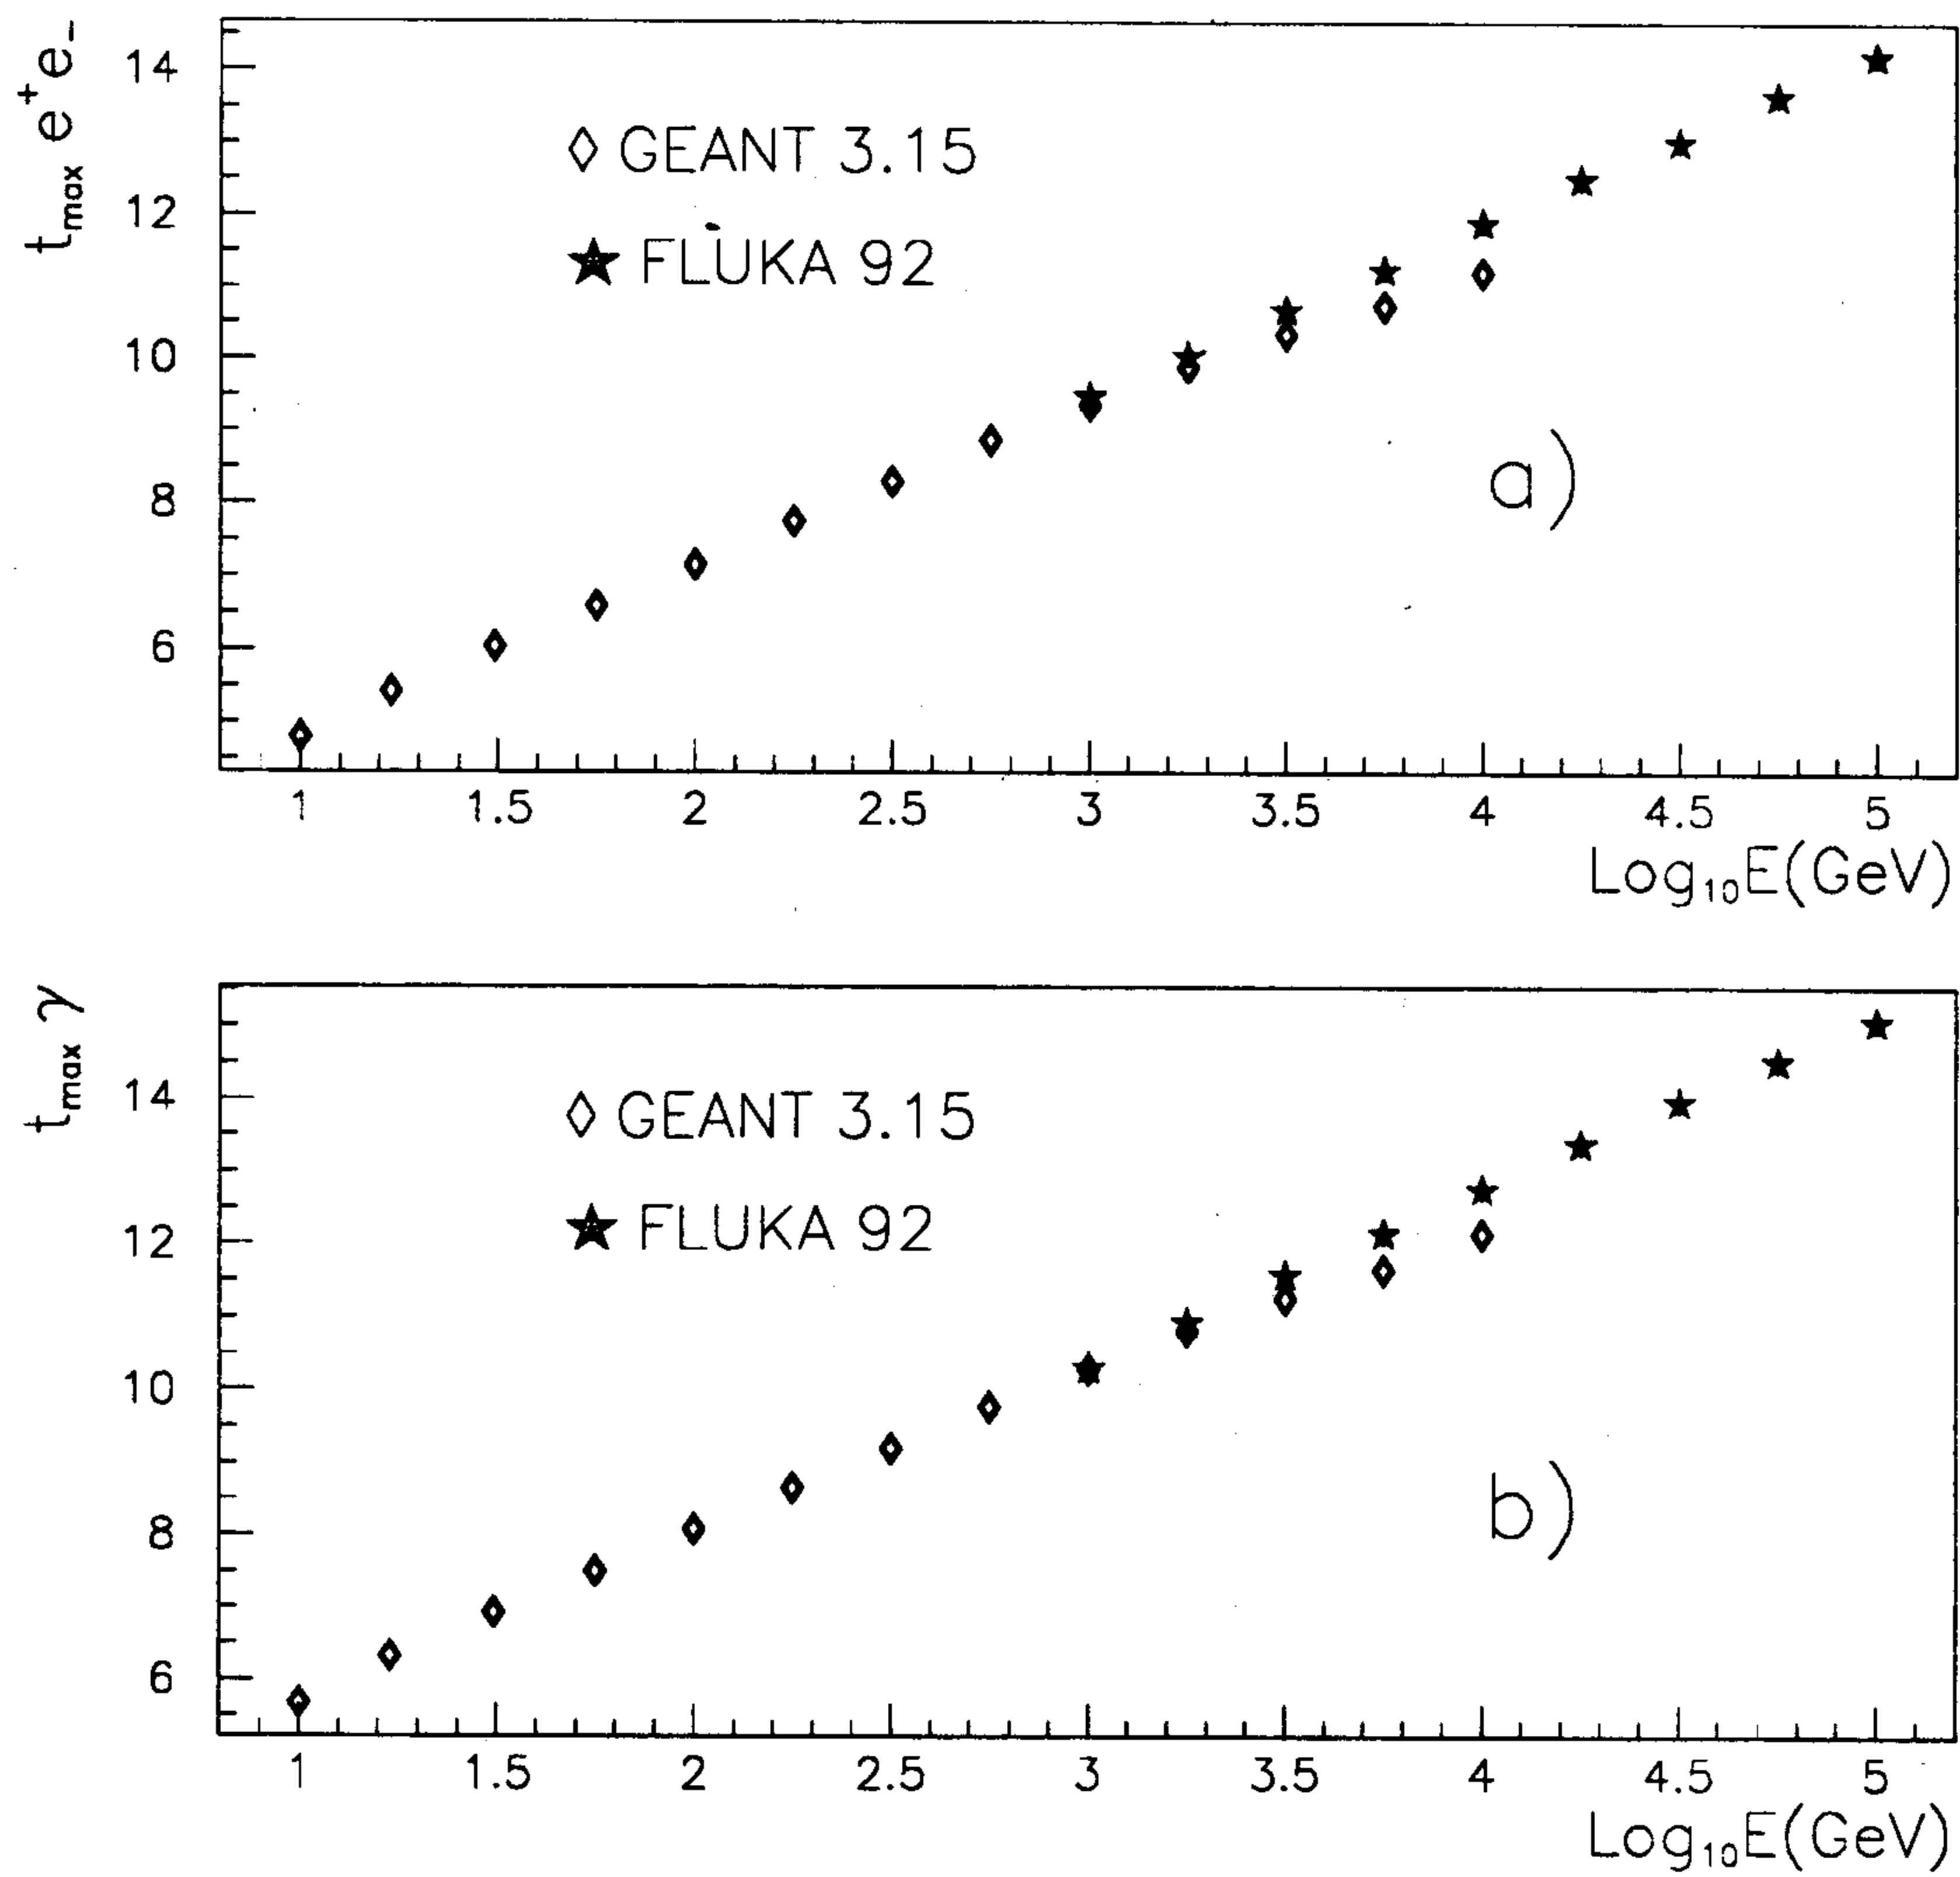 t_max e⁺e₋
14
12
10
8
6
◇ GEANT 3.15
★ FLUKA 92
a)
1 1.5 2 2.5 3 3.5 4 4.5 5
Log₁₀E(GeV)
t_max γ
14
12
10
8
6
◇ GEANT 3.15
★ FLUKA 92
b)
1 1.5 2 2.5 3 3.5 4 4.5 5
Log₁₀E(GeV)